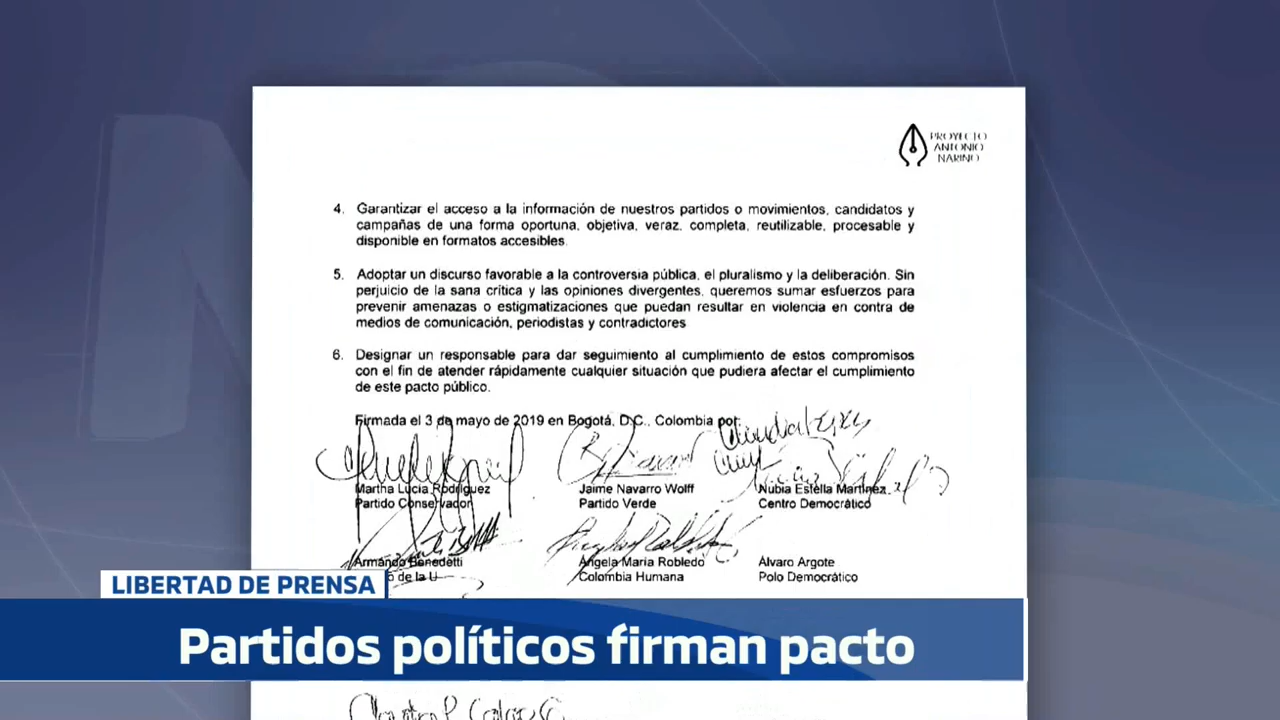 PROYECTO
ANTONIO
NARIÑO
4. Garantizar el acceso a la información de nuestros partidos o movimientos, candidatos y
campañas de una forma oportuna, objetiva, veraz, completa, reutilizable, procesable y
disponible en formatos accesibles.
5. Adoptar un discurso favorable a la controversia pública, el pluralismo y la deliberación. Sin
perjuicio de la sana crítica y las opiniones divergentes, queremos sumar esfuerzos para
prevenir amenazas o estigmatizaciones que puedan resultar en violencia en contra de
medios de comunicación, periodistas y contradictores
6. Designar un responsable para dar seguimiento al cumplimiento de estos compromisos
con el fin de atender rápidamente cualquier situación que pudiera afectar el cumplimiento
de este pacto público.
Firmada el 3 de mayo de 2019 en Bogotá, D.C., Colombia por:
Martha Lucía Rodríguez
Partido Conservador
Jaime Navarro Wolff
Partido Verde
Nubia Estella Martínez
Centro Democrático
Armando Benedetti
o de la U
Ángela María Robledo
Colombia Humana
Álvaro Argote
Polo Democrático
LIBERTAD DE PRENSA
Partidos políticos firman pacto